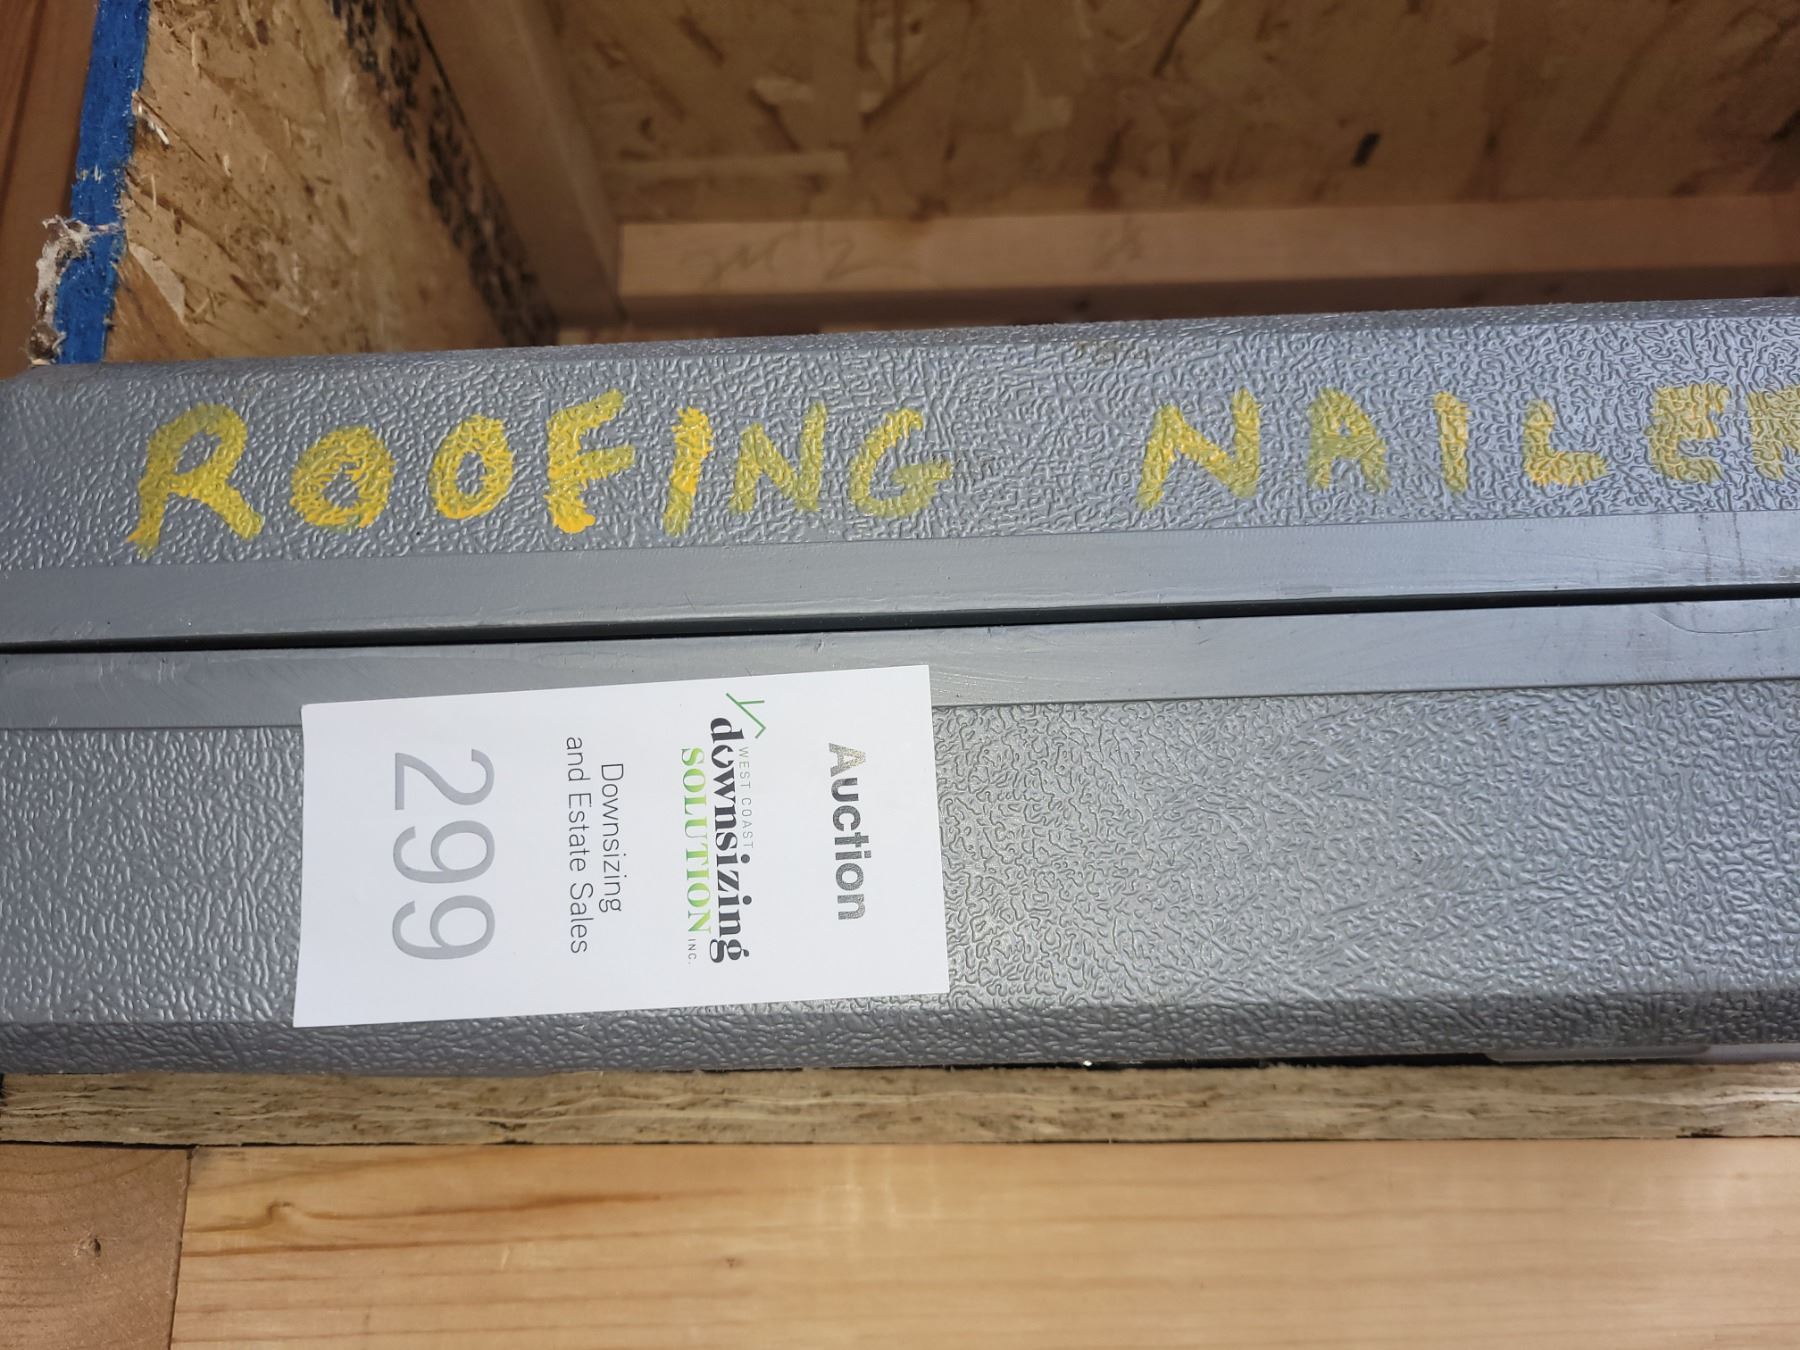 ROOFING NAILER
Auction
WEST COAST
downsizing
SOLUTION INC.
Downsizing
and Estate Sales
299